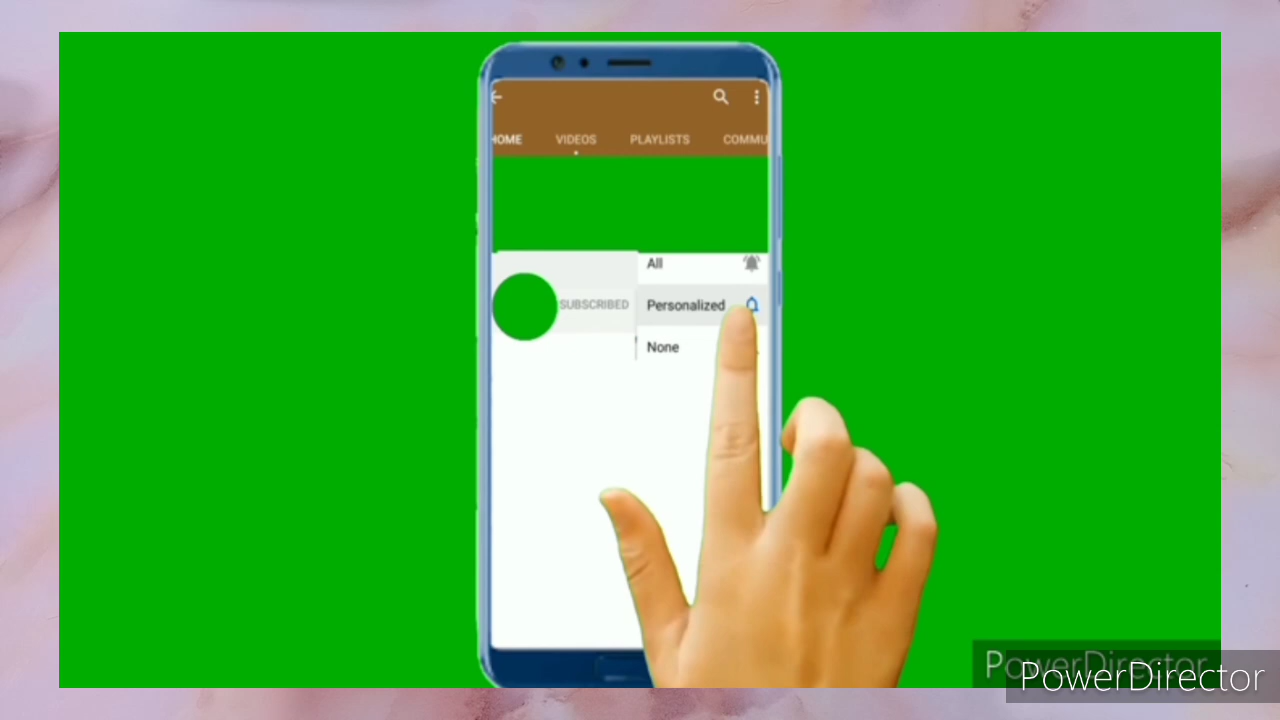 HOME VIDEOS PLAYLISTS COMMU
All
SUBSCRIBED Personalized
None
PowerDirector
PowerDirector